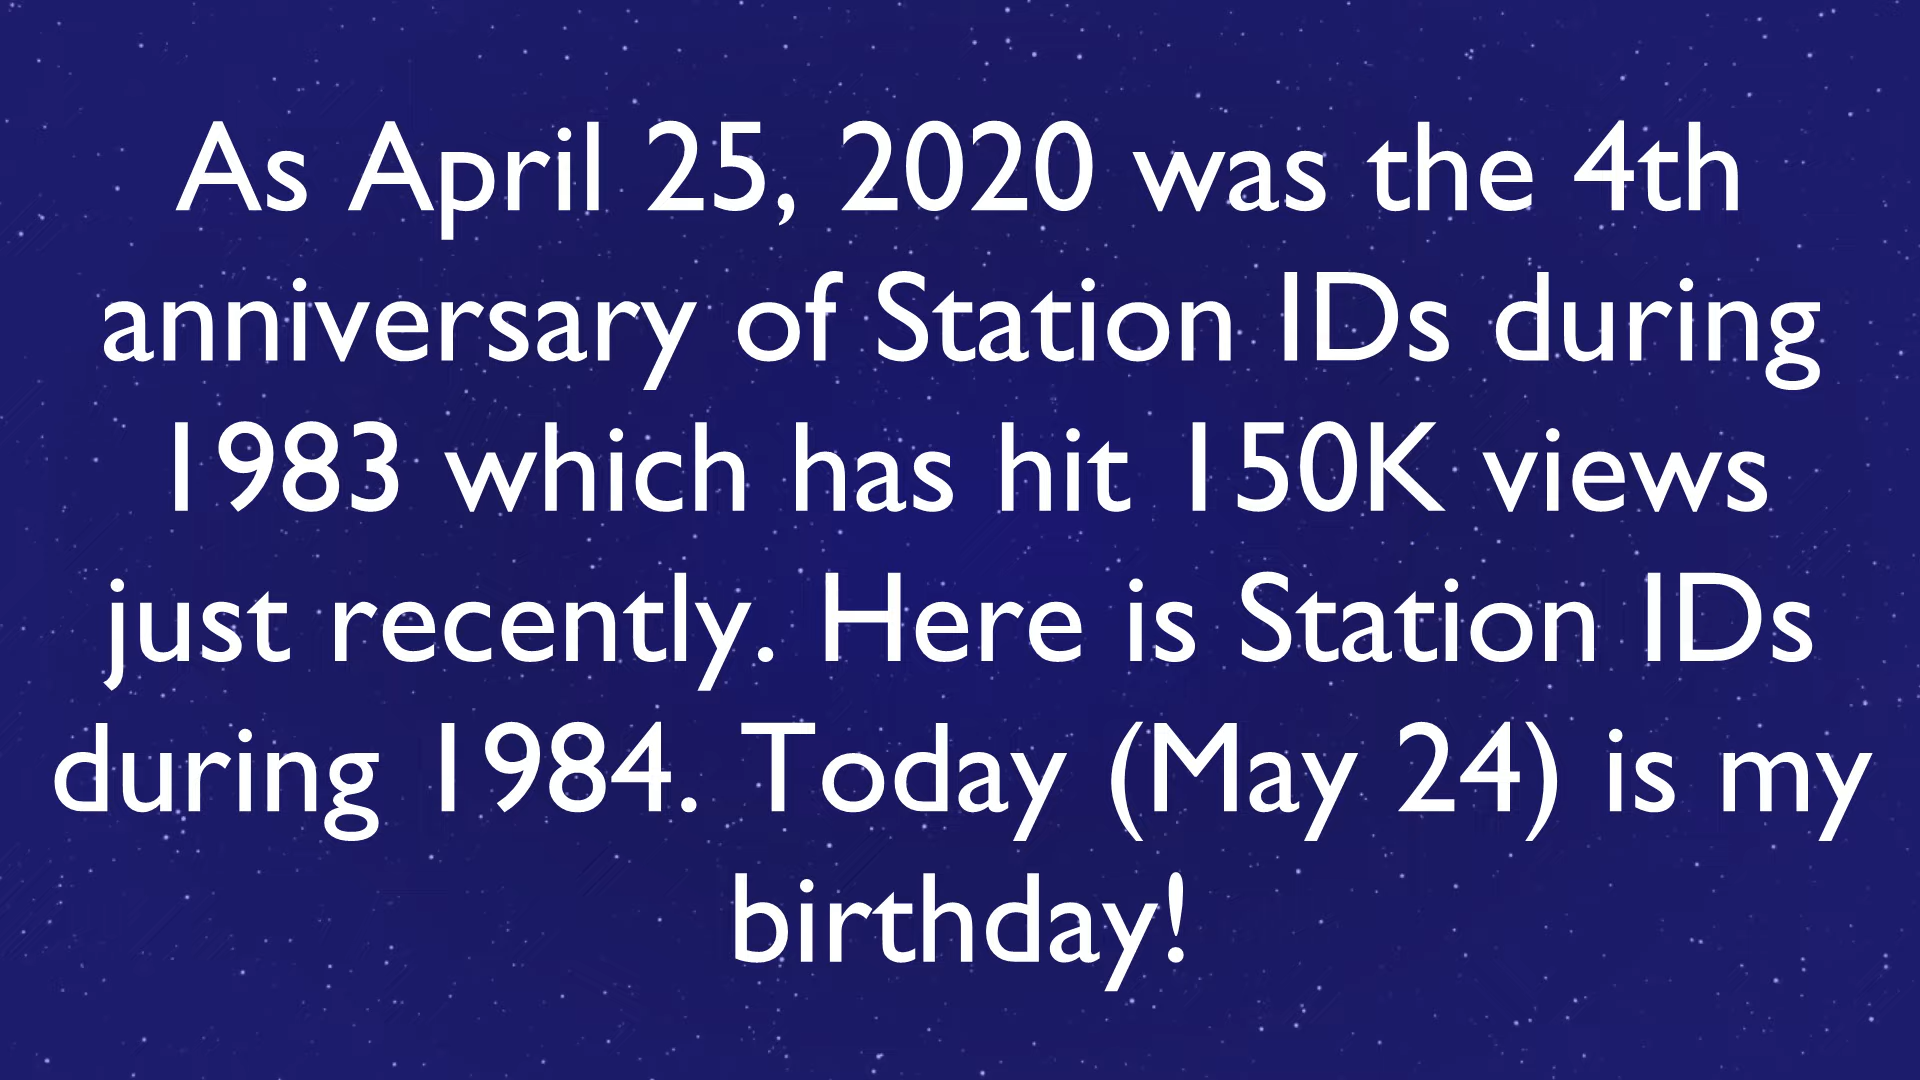 As April 25, 2020 was the 4th
anniversary of Station IDs during
1983 which has hit 150K views
just recently. Here is Station IDs
during 1984. Today (May 24) is my
birthday!